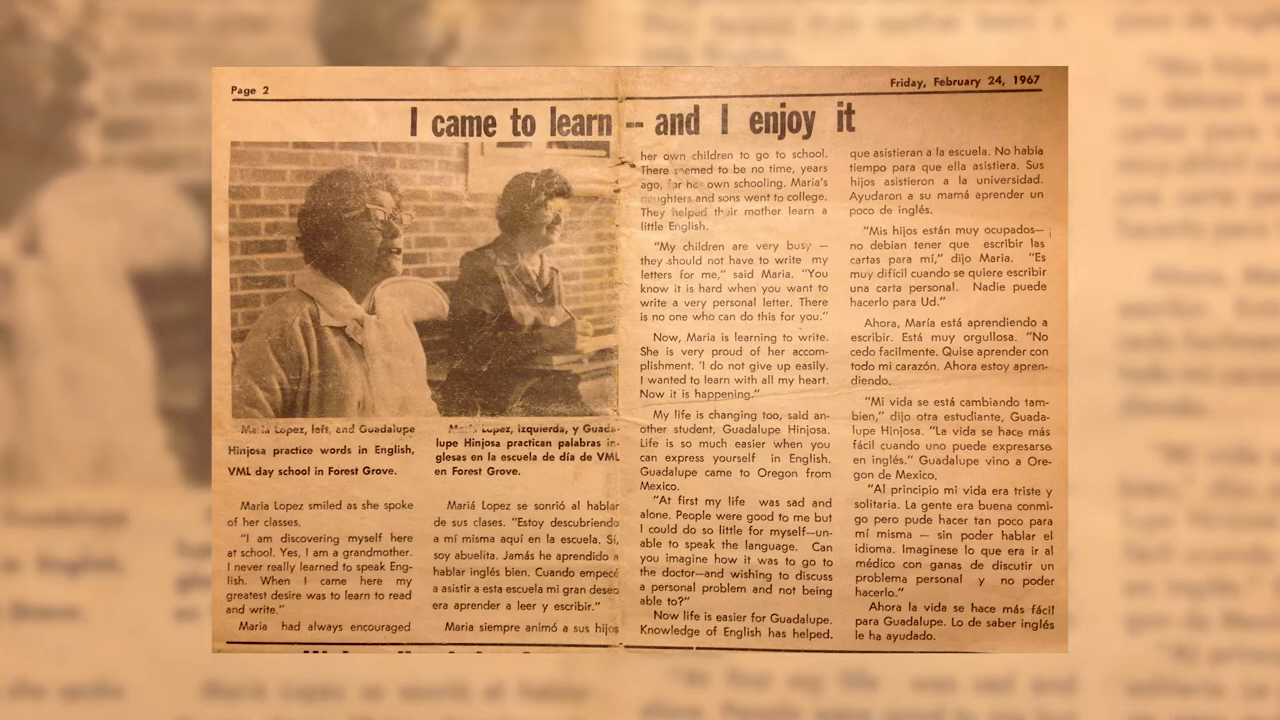 Page 2
Friday, February 24, 1967
I came to learn -- and I enjoy it
Maria Lopez, left, and Guadalupe
Hinjosa practice words in English,
VML day school in Forest Grove.
Maria Lopez smiled as she spoke
of her classes.
"I am discovering myself here
at school. Yes, I am a grandmother.
I never really learned to speak Eng-
lish. When I came here my
greatest desire was to learn to read
and write."
Maria had always encouraged
María Lopez, izquierda, y Guada-
lupe Hinjosa practican palabras in-
glesas en la escuela de día de VML
en Forest Grove.
Mariá Lopez se sonrió al hablar
de sus clases. "Estoy descubriendo
a mí misma aquí en la escuela. Sí,
soy abuelita. Jamás he aprendido a
hablar inglés bien. Cuando empecé
a asistir a esta escuela mi gran deseo
era aprender a leer y escribir."
Maria siempre animó a sus hijos
her own children to go to school.
There seemed to be no time, years
ago, for her own schooling. Maria's
daughters and sons went to college.
They helped their mother learn a
little English.
"My children are very busy —
they should not have to write my
letters for me," said Maria. "You
know it is hard when you want to
write a very personal letter. There
is no one who can do this for you."
Now, Maria is learning to write.
She is very proud of her accom-
plishment. 'I do not give up easily.
I wanted to learn with all my heart.
Now it is happening."
My life is changing too, said an-
other student, Guadalupe Hinjosa.
Life is so much easier when you
can express yourself in English.
Guadalupe came to Oregon from
Mexico.
"At first my life was sad and
alone. People were good to me but
I could do so little for myself—un-
able to speak the language. Can
you imagine how it was to go to
the doctor—and wishing to discuss
a personal problem and not being
able to?"
Now life is easier for Guadalupe.
Knowledge of English has helped.
que asistieran a la escuela. No había
tiempo para que ella asistiera. Sus
hijos asistieron a la universidad.
Ayudaron a su mamá aprender un
poco de inglés.
"Mis hijos están muy ocupados—
no debian tener que escribir las
cartas para mí," dijo Maria. "Es
muy difícil cuando se quiere escribir
una carta personal. Nadie puede
hacerlo para Ud."
Ahora, María está aprendiendo a
escribir. Está muy orgullosa. "No
cedo facilmente. Quise aprender con
todo mi carazón. Ahora estoy apren-
diendo.
"Mi vida se está cambiando tam-
bien," dijo otra estudiante, Guada-
lupe Hinjosa. "La vida se hace más
fácil cuando uno puede expresarse
en inglés." Guadalupe vino a Ore-
gon de Mexico.
"Al principio mi vida era triste y
solitaria. La gente era buena conmi-
go pero pude hacer tan poco para
mí misma — sin poder hablar el
idioma. Imaginese lo que era ir al
médico con ganas de discutir un
problema personal y no poder
hacerlo."
Ahora la vida se hace más fácil
para Guadalupe. Lo de saber inglés
le ha ayudado.